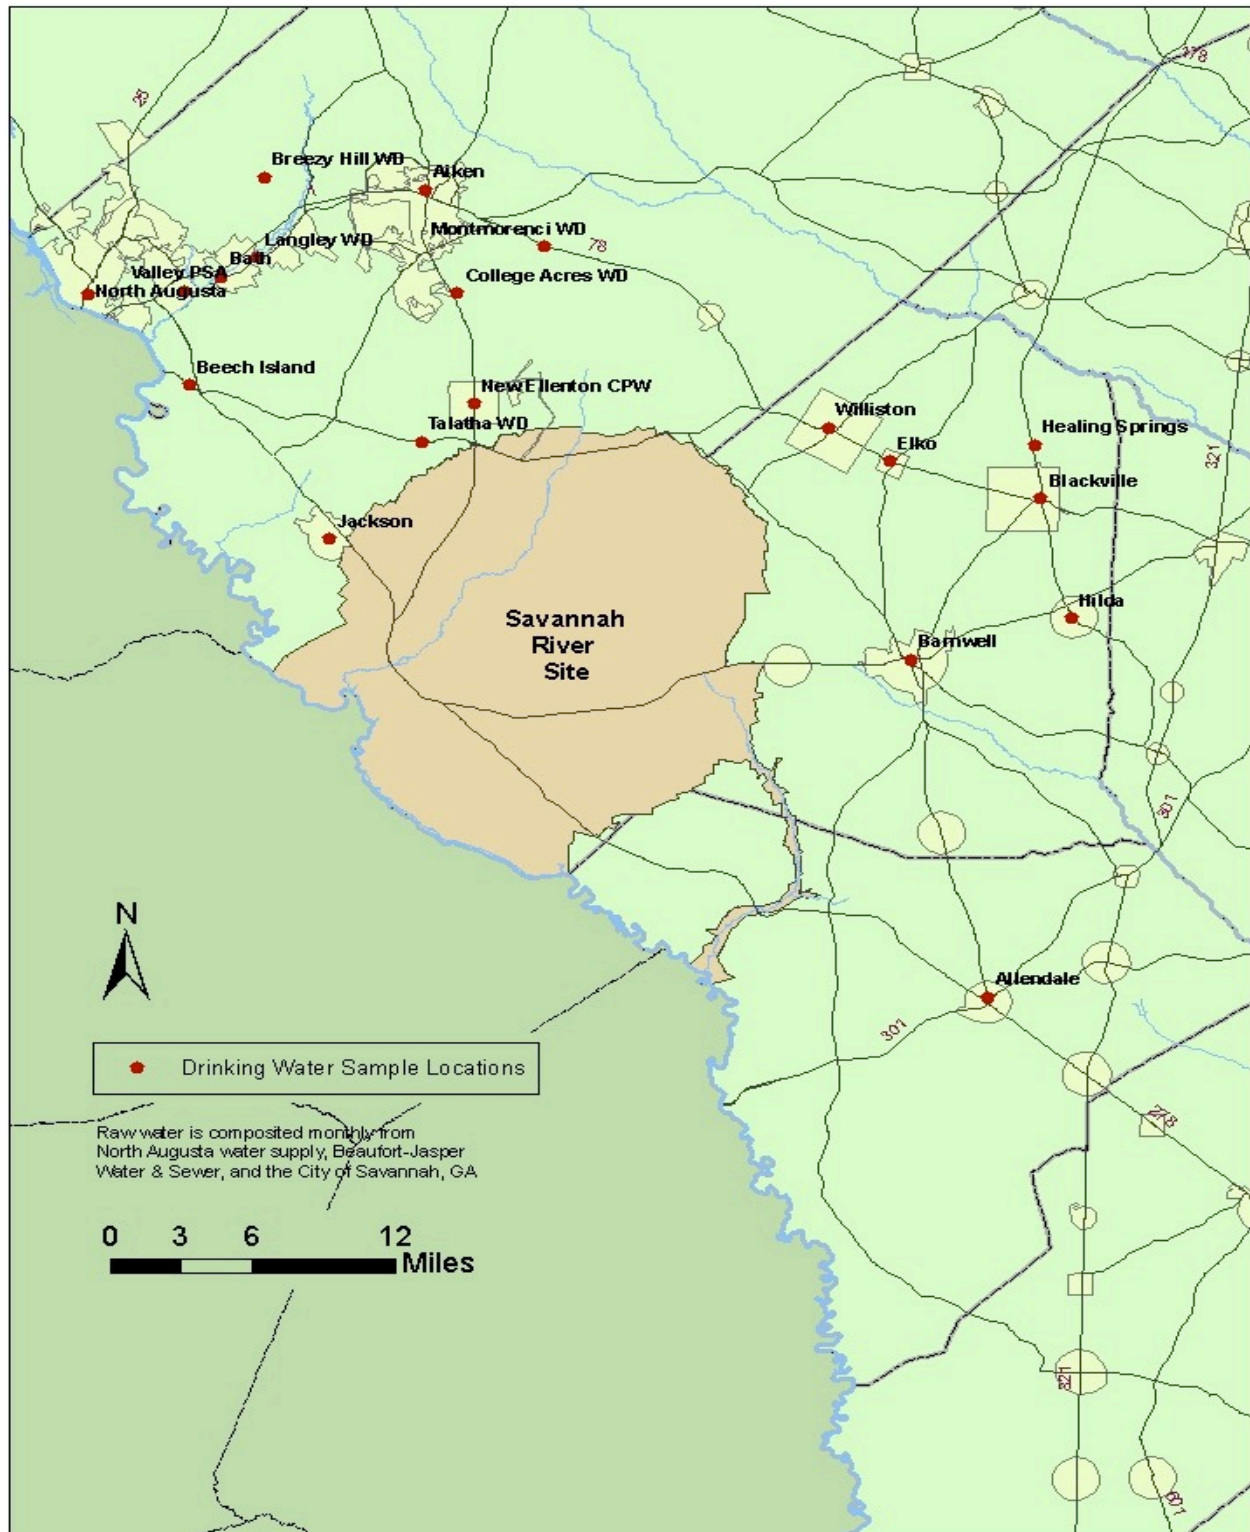 178
25
Breezy Hill WD
Aiken
Montmorenci WD
78
Langley WD
Bath
Valley PSA
North Augusta
College Acres WD
Beech Island
New Ellenton CPW
Talatha WD
Williston
Elko
Healing Springs
Blackville
321
Jackson
Hilda
Barnwell
Savannah
River
Site
301
N
Allendale
301
Drinking Water Sample Locations
278
Raw water is composited monthly from
North Augusta water supply, Beaufort-Jasper
Water & Sewer, and the City of Savannah, GA
0 3 6 12
Miles
321
601